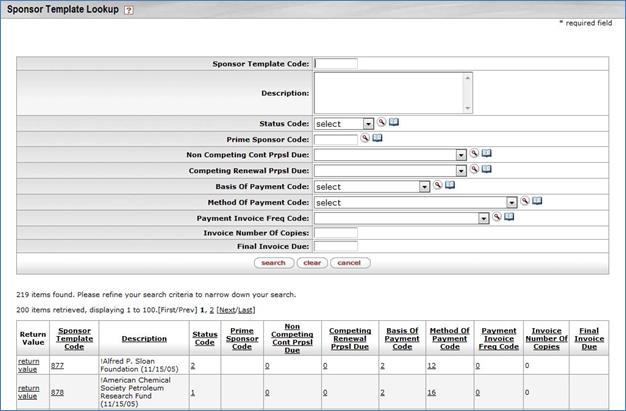 Sponsor Template Lookup ?
* required field
Sponsor Template Code:
Description:
Status Code: select
Prime Sponsor Code:
Non Competing Cont Prpsl Due:
Competing Renewal Prpsl Due:
Basis Of Payment Code: select
Method Of Payment Code: select
Payment Invoice Freq Code:
Invoice Number Of Copies:
Final Invoice Due:
search clear cancel
219 items found. Please refine your search criteria to narrow down your search.
200 items retrieved, displaying 1 to 100.[First/Prev] 1, 2 [Next/Last]
Return Value Sponsor Template Code Description Status Code Prime Sponsor Code Non Competing Cont Prpsl Due Competing Renewal Prpsl Due Basis Of Payment Code Method Of Payment Code Payment Invoice Freq Code Invoice Number Of Copies Final Invoice Due
return value 877 !Alfred P. Sloan Foundation (11/15/05) 2 0 0 2 12 0 0
return value 878 !American Chemical Society Petroleum Research Fund (11/15/05) 1 0 0 2 16 0 0